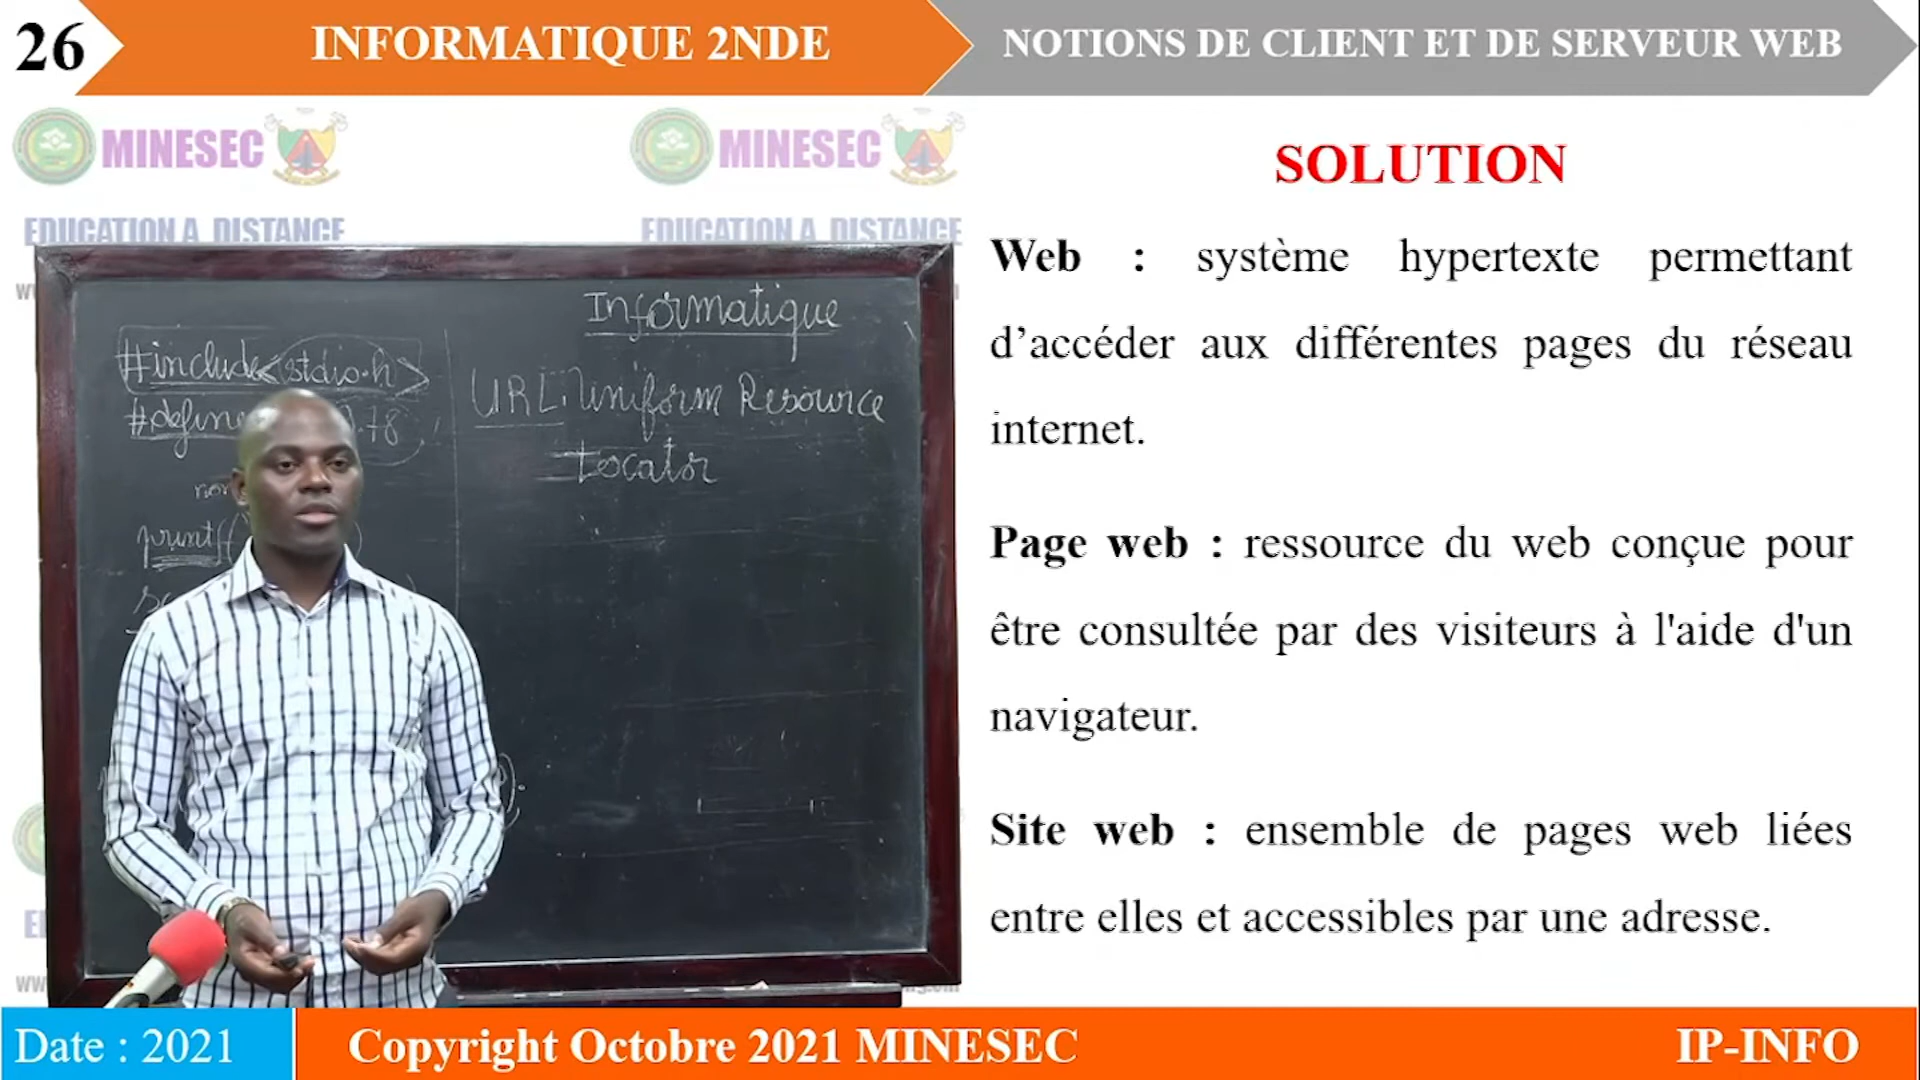 26
INFORMATIQUE 2NDE
NOTIONS DE CLIENT ET DE SERVEUR WEB
MINESEC
MINESEC
EDUCATION A DISTANCE
EDUCATION A DISTANCE
Informatique
#include<stdio.h>
#define
URL: Uniform Resource
Locator
printf(
SOLUTION
Web : système hypertexte permettant
d’accéder aux différentes pages du réseau
internet.
Page web : ressource du web conçue pour
être consultée par des visiteurs à l'aide d'un
navigateur.
Site web : ensemble de pages web liées
entre elles et accessibles par une adresse.
Date : 2021
Copyright Octobre 2021 MINESEC
IP-INFO